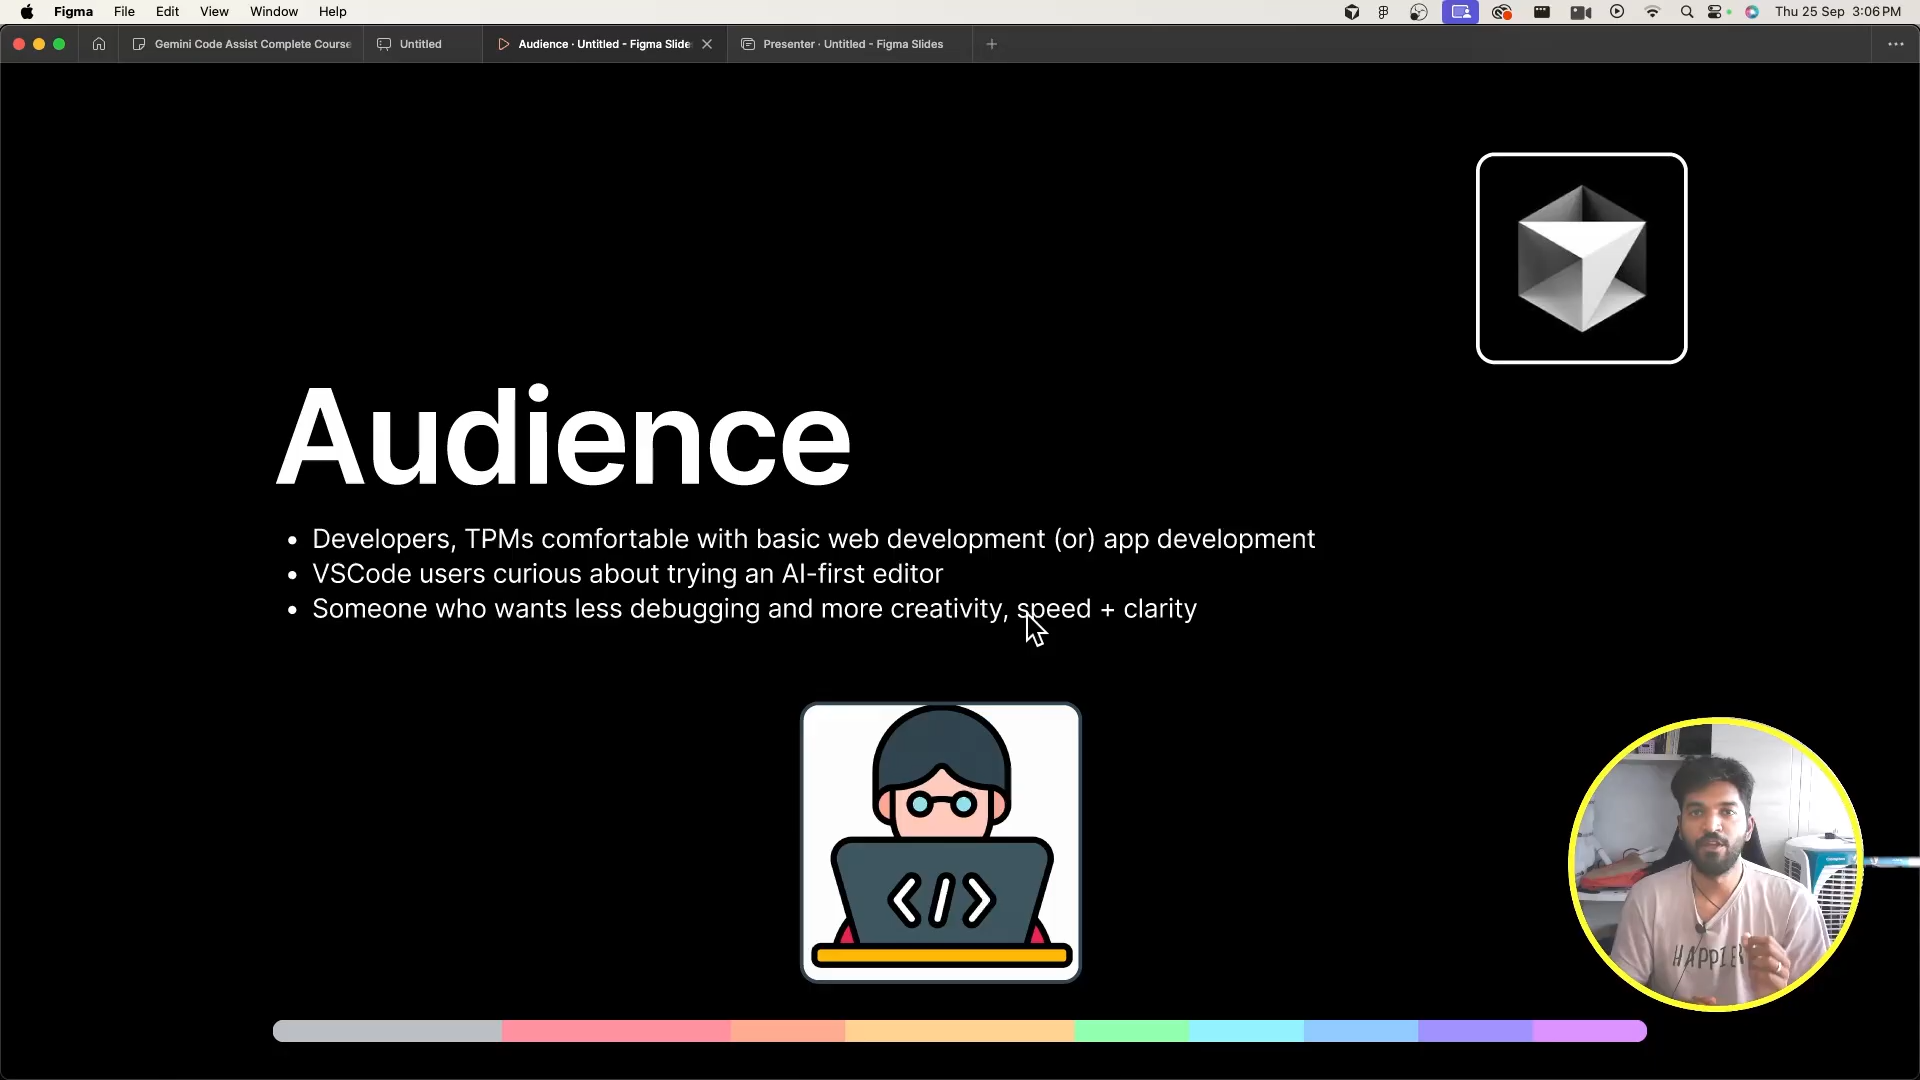 Figma File Edit View Window Help Thu 25 Sep 3:06 PM
Gemini Code Assist Complete Course Untitled Audience · Untitled – Figma Slide Presenter · Untitled – Figma Slides
Audience
• Developers, TPMs comfortable with basic web development (or) app development
• VSCode users curious about trying an AI-first editor
• Someone who wants less debugging and more creativity, speed + clarity
</>
HAPPIER